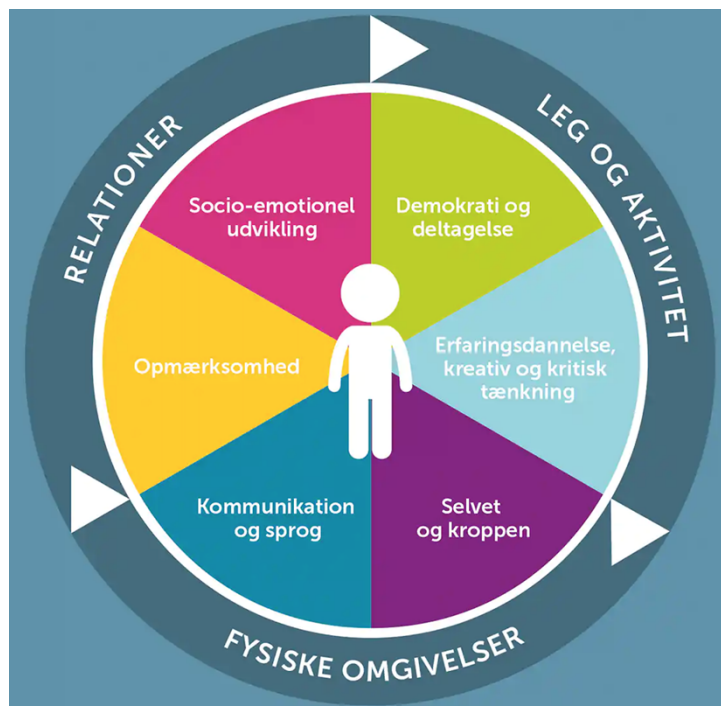 RELATIONER
LEG OG AKTIVITET
Socio-emotionel
udvikling
Demokrati og
deltagelse
Opmærksomhed
Erfaringsdannelse,
kreativ og kritisk
tænkning
Kommunikation
og sprog
Selvet
og kroppen
FYSISKE OMGIVELSER